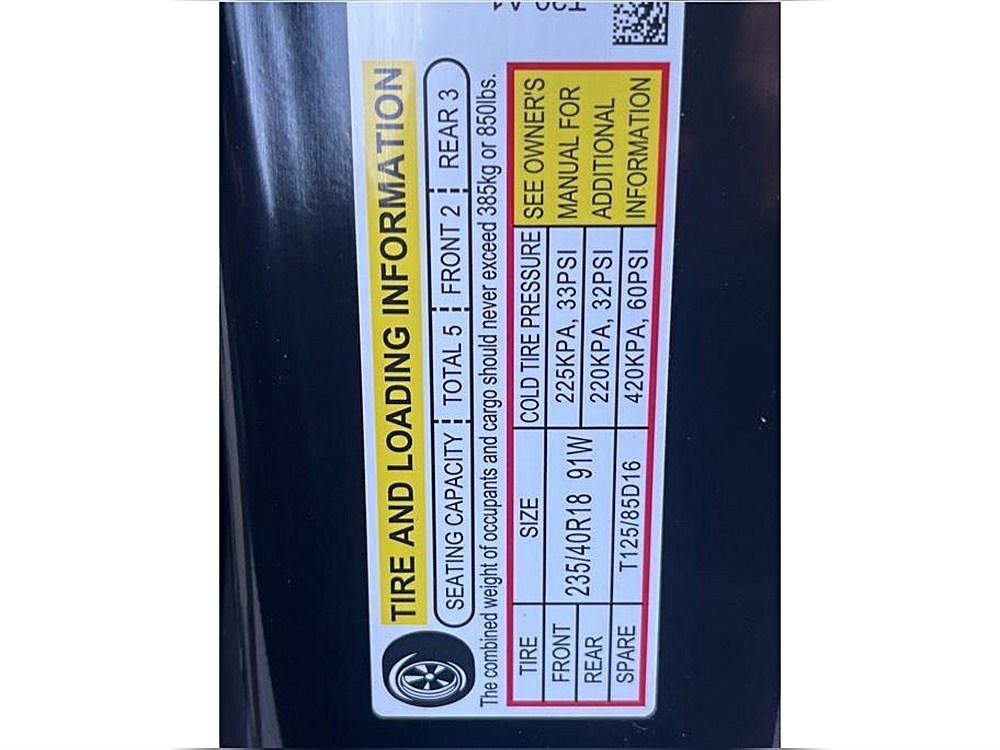 TIRE AND LOADING INFORMATION
SEATING CAPACITY TOTAL 5 FRONT 2 REAR 3
The combined weight of occupants and cargo should never exceed 385kg or 850lbs.
TIRE SIZE COLD TIRE PRESSURE
FRONT 235/40R18 91W 225KPA, 33PSI
REAR 220KPA, 32PSI
SPARE T125/85D16 420KPA, 60PSI
SEE OWNER'S
MANUAL FOR
ADDITIONAL
INFORMATION